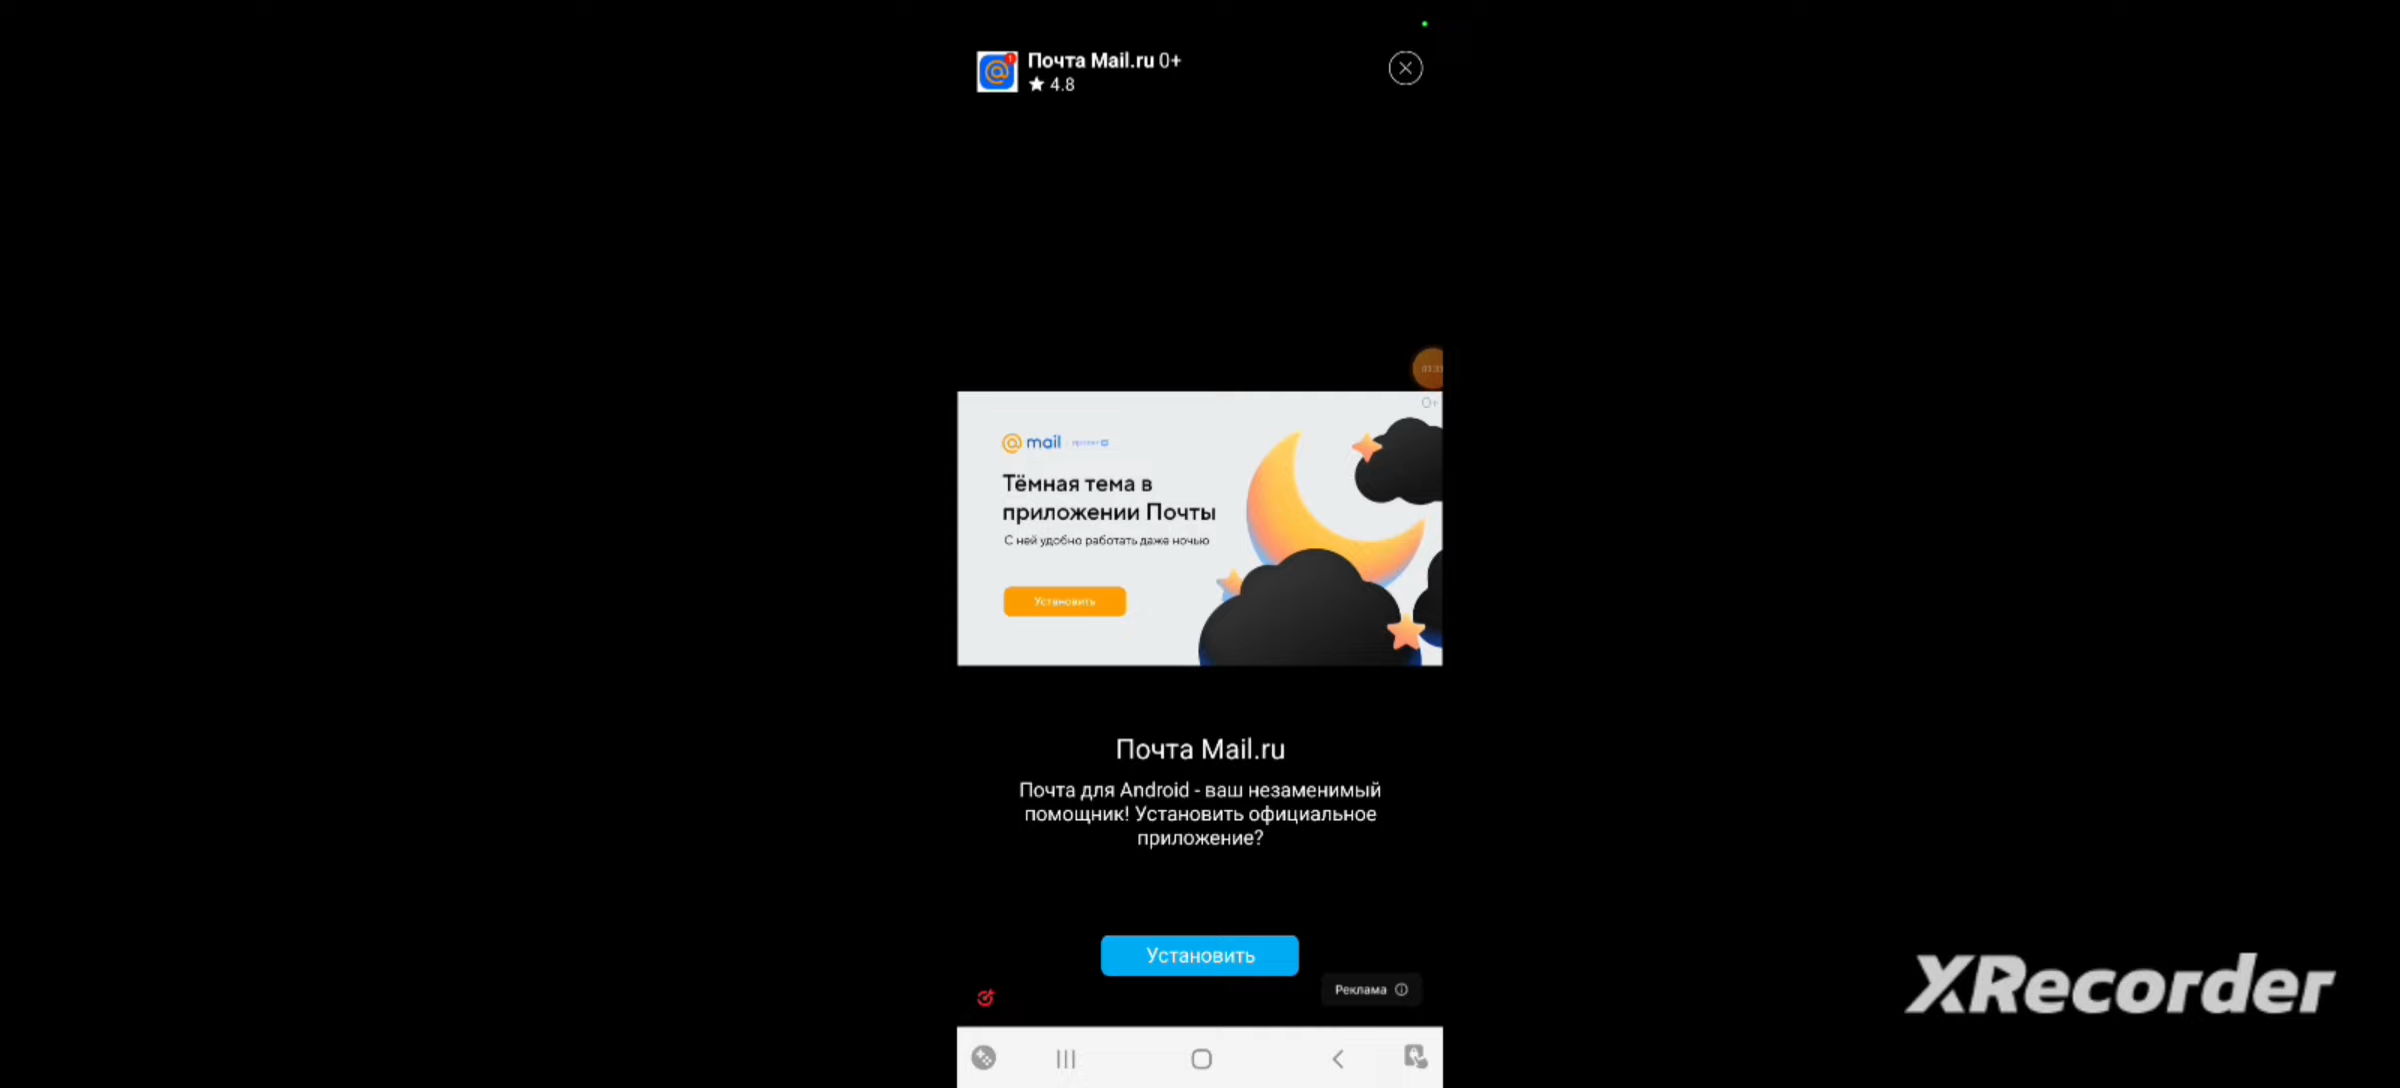 Почта Mail.ru 0+
★ 4.8
0+
@mail
Тёмная тема в
приложении Почты
С ней удобно работать даже ночью
Установить
Почта Mail.ru
Почта для Android - ваш незаменимый
помощник! Установить официальное
приложение?
Установить
Реклама
XRecorder